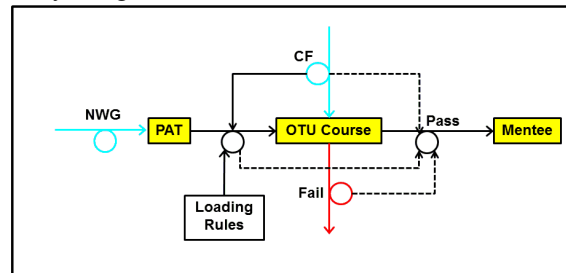 CF
NWG
Pass
PAT
OTU Course
Mentee
Fail
Loading
Rules